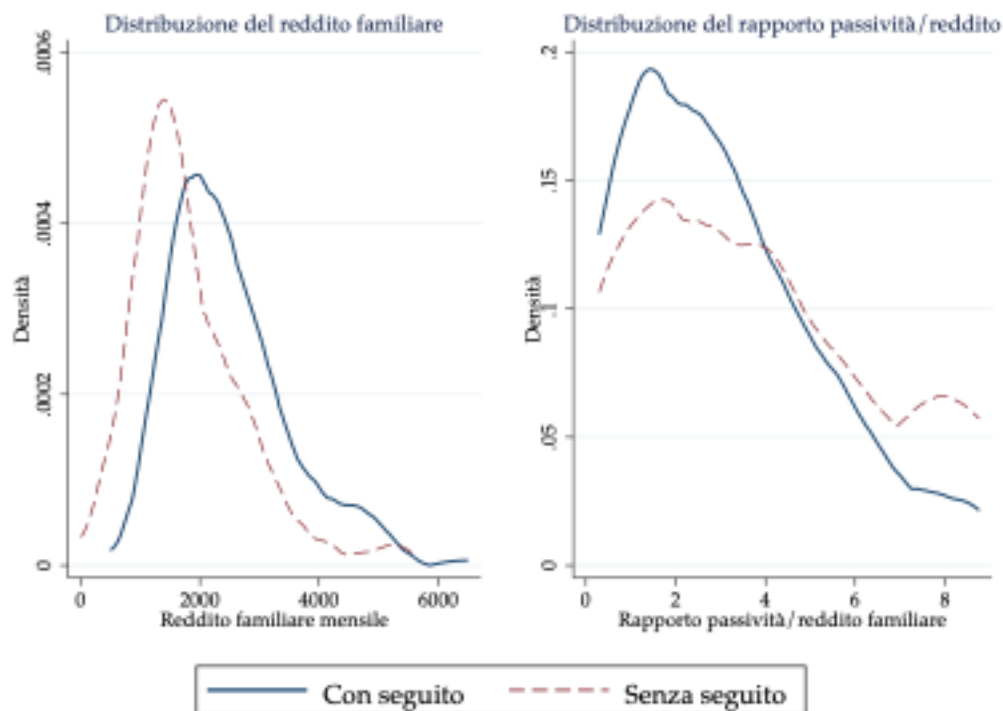 Distribuzione del reddito familiare
Densità
.0006
.0004
.0002
0
0 2000 4000 6000
Reddito familiare mensile
Distribuzione del rapporto passività/reddito
Densità
.2
.15
.1
.05
0
0 2 4 6 8
Rapporto passività/reddito familiare
Con seguito Senza seguito